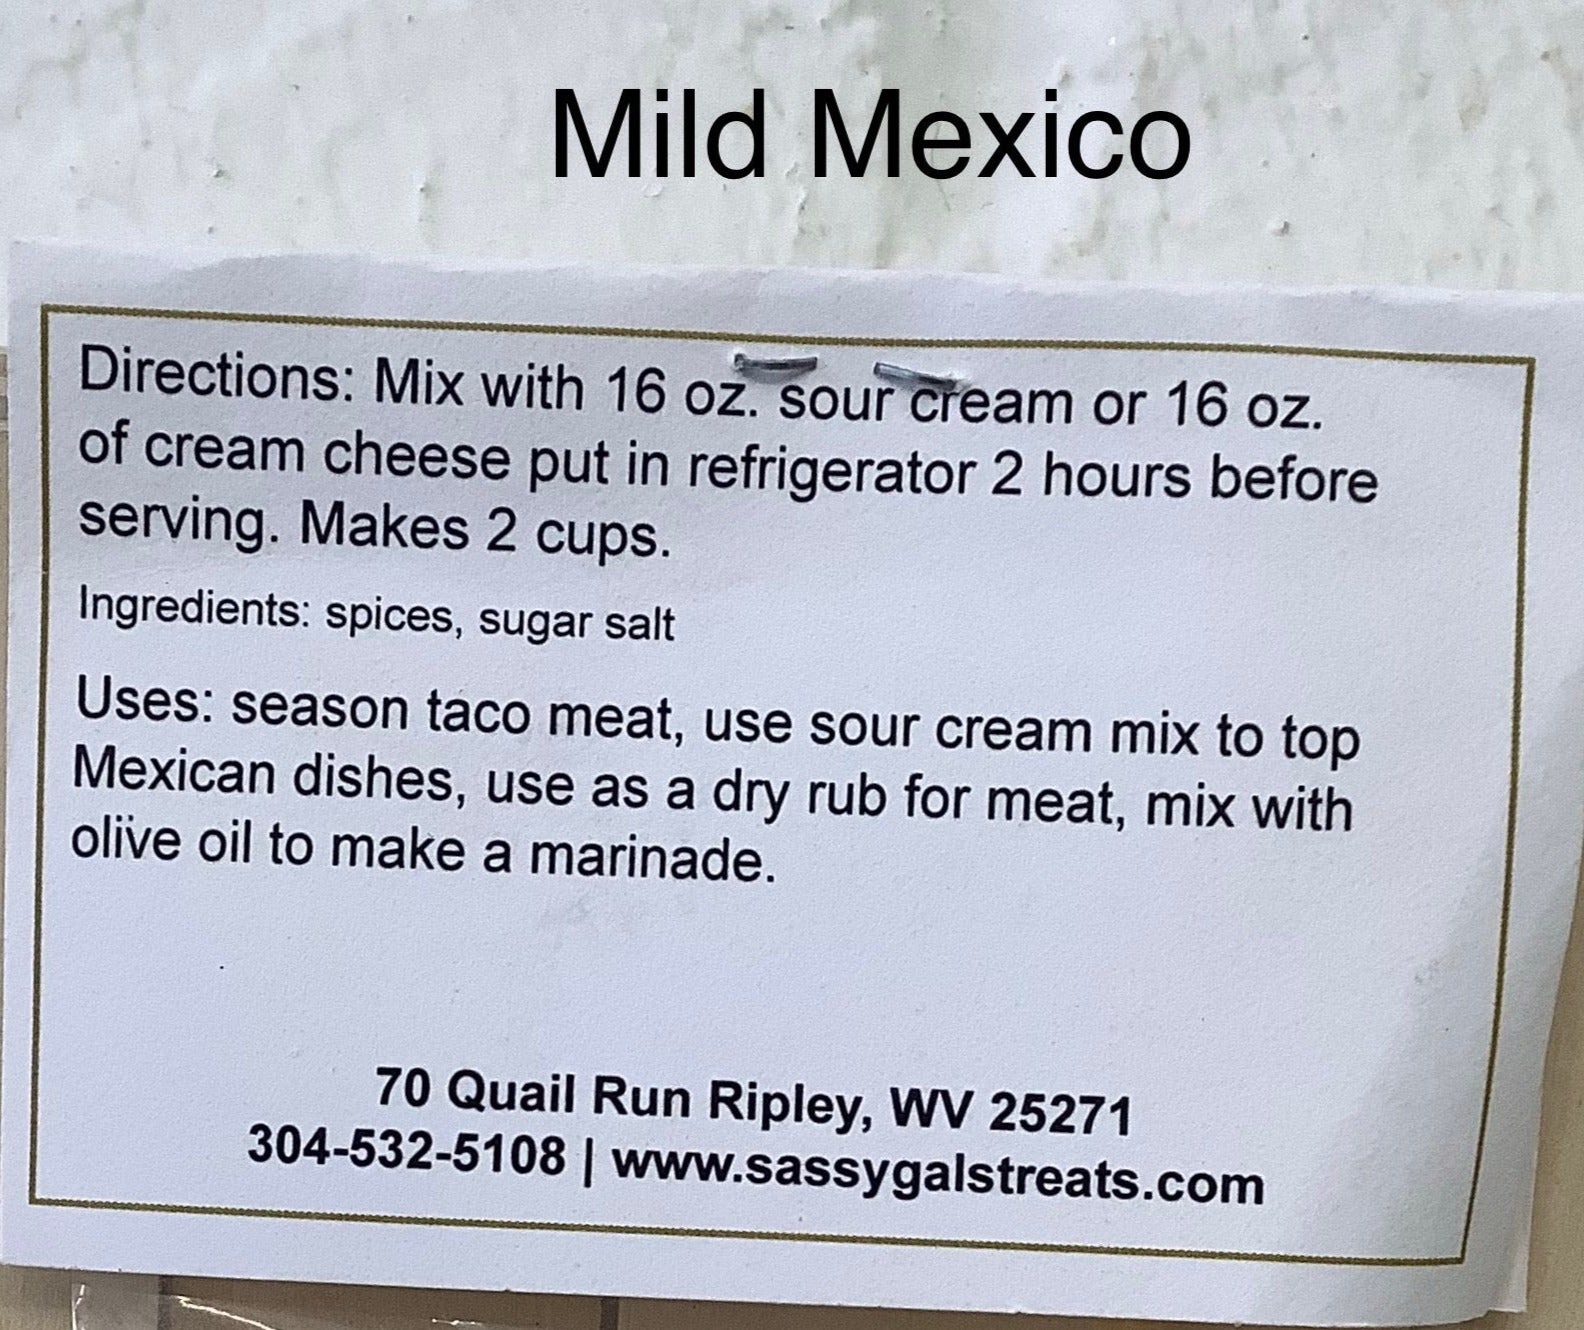 Mild Mexico
Directions: Mix with 16 oz. sour cream or 16 oz.
of cream cheese put in refrigerator 2 hours before
serving. Makes 2 cups.
Ingredients: spices, sugar salt
Uses: season taco meat, use sour cream mix to top
Mexican dishes, use as a dry rub for meat, mix with
olive oil to make a marinade.
70 Quail Run Ripley, WV 25271
304-532-5108 | www.sassygalstreats.com